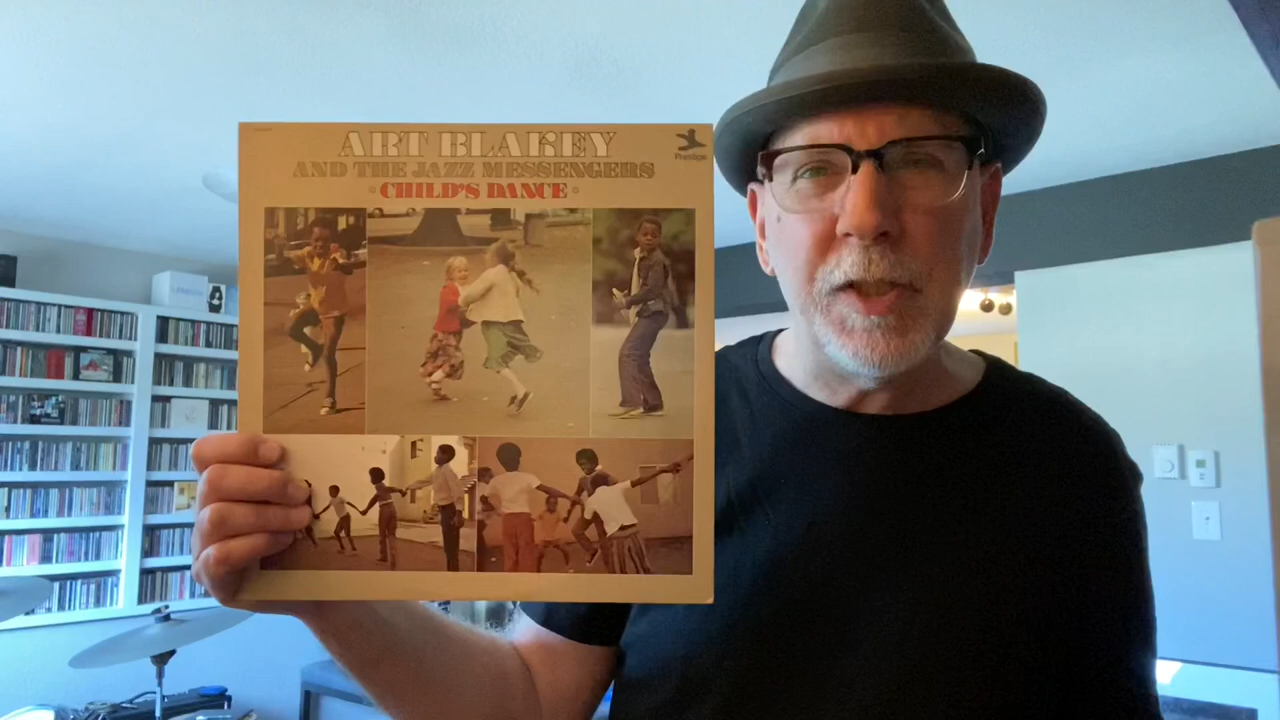 ART BLAKEY
Prestige
AND THE JAZZ MESSENGERS
• CHILD'S DANCE •